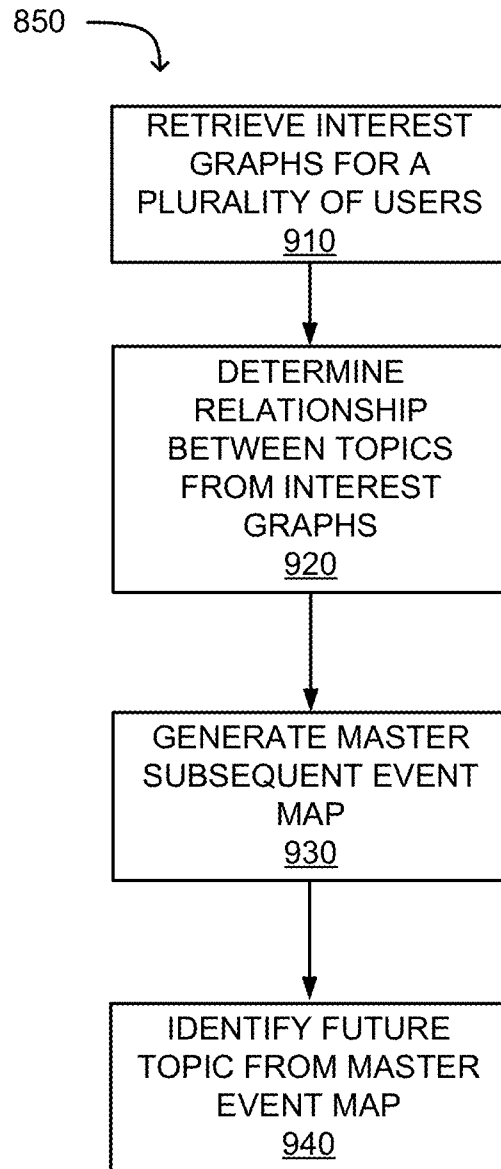 850
RETRIEVE INTEREST
GRAPHS FOR A
PLURALITY OF USERS
910
DETERMINE
RELATIONSHIP
BETWEEN TOPICS
FROM INTEREST
GRAPHS
920
GENERATE MASTER
SUBSEQUENT EVENT
MAP
930
IDENTIFY FUTURE
TOPIC FROM MASTER
EVENT MAP
940